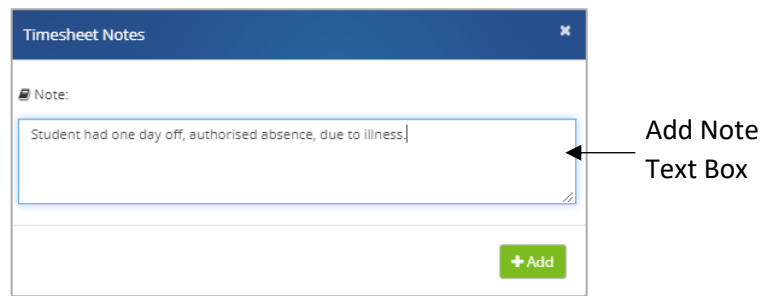 Timesheet Notes
Note:
Student had one day off, authorised absence, due to illness.
Add Note
Text Box
Add